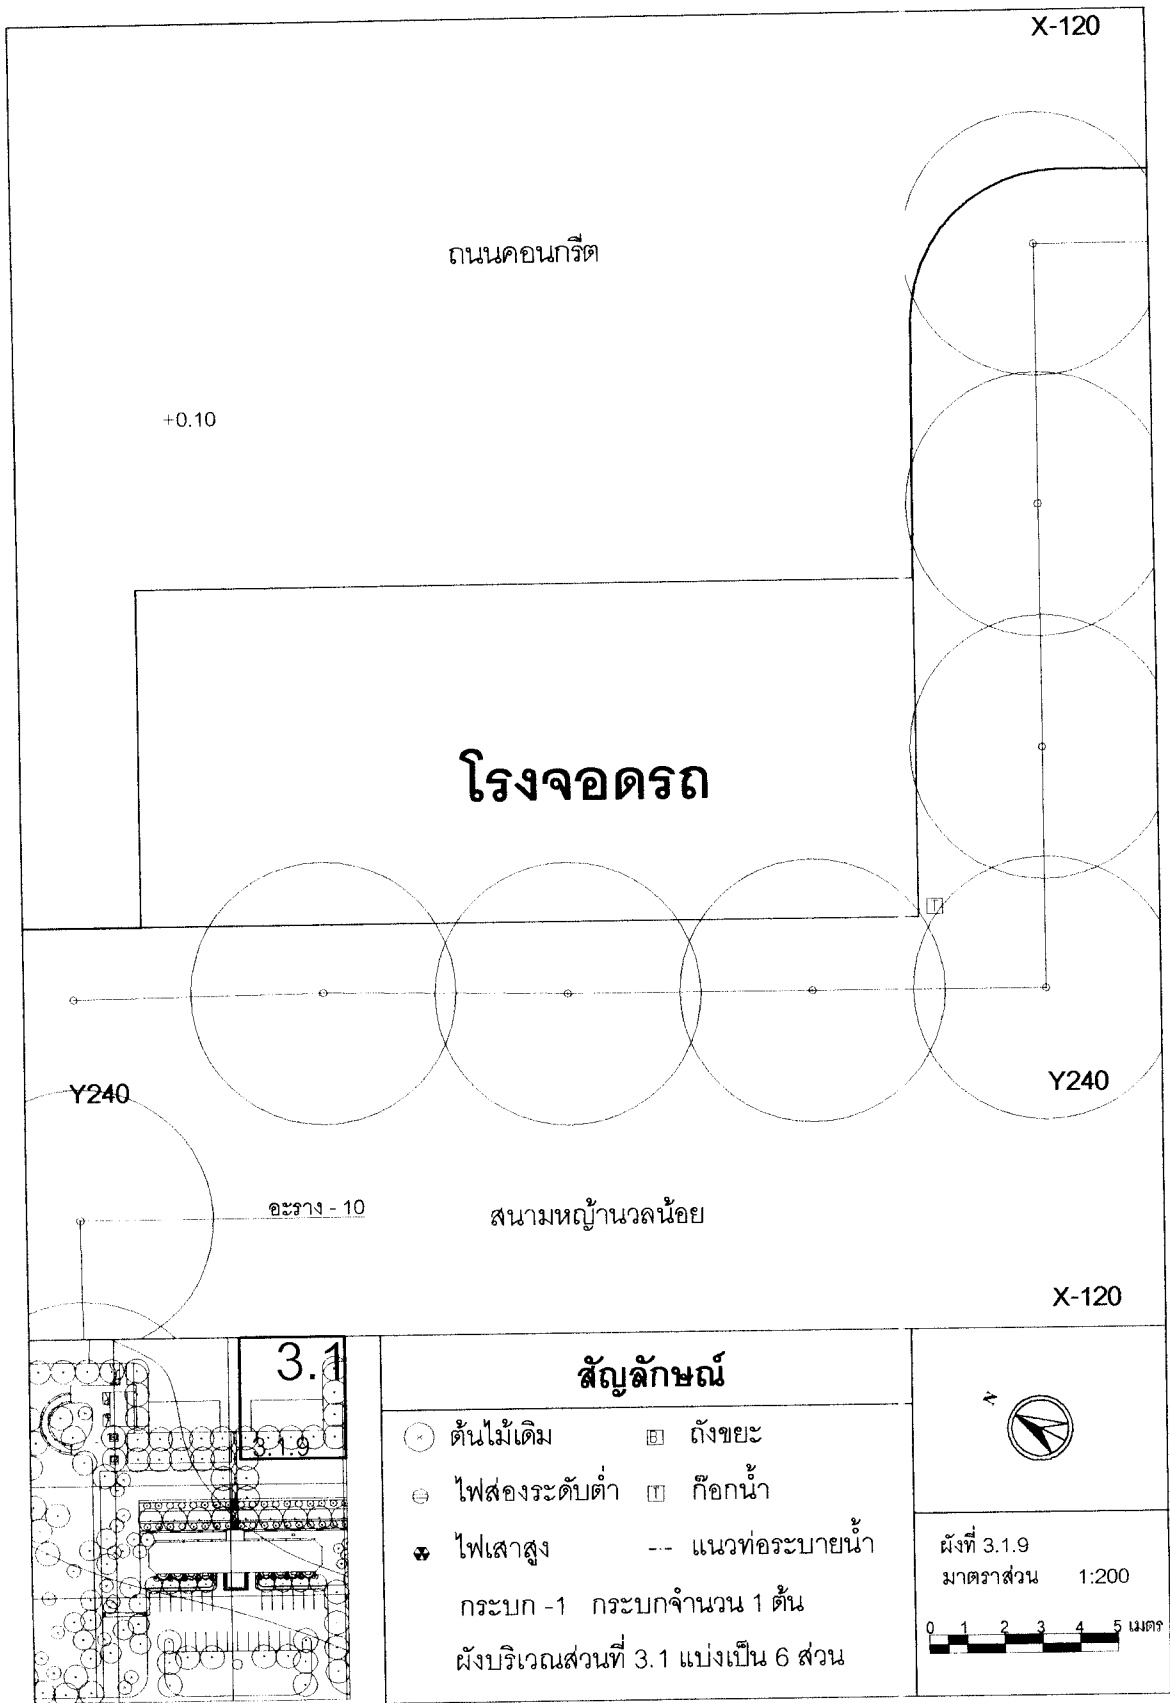 X-120
ถนนคอนกรีต
+0.10
โรงจอดรถ
T
Y240
Y240
อะราง - 10
สนามหญ้านวลน้อย
X-120
3.1
3.1.9
สัญลักษณ์
ต้นไม้เดิม
B ถังขยะ
ไฟส่องระดับต่ำ
T ก๊อกน้ำ
ไฟเสาสูง
--- แนวท่อระบายน้ำ
กระบก -1 กระบกจำนวน 1 ต้น
ผังบริเวณส่วนที่ 3.1 แบ่งเป็น 6 ส่วน
N
ผังที่ 3.1.9
มาตราส่วน 1:200
0 1 2 3 4 5 เมตร